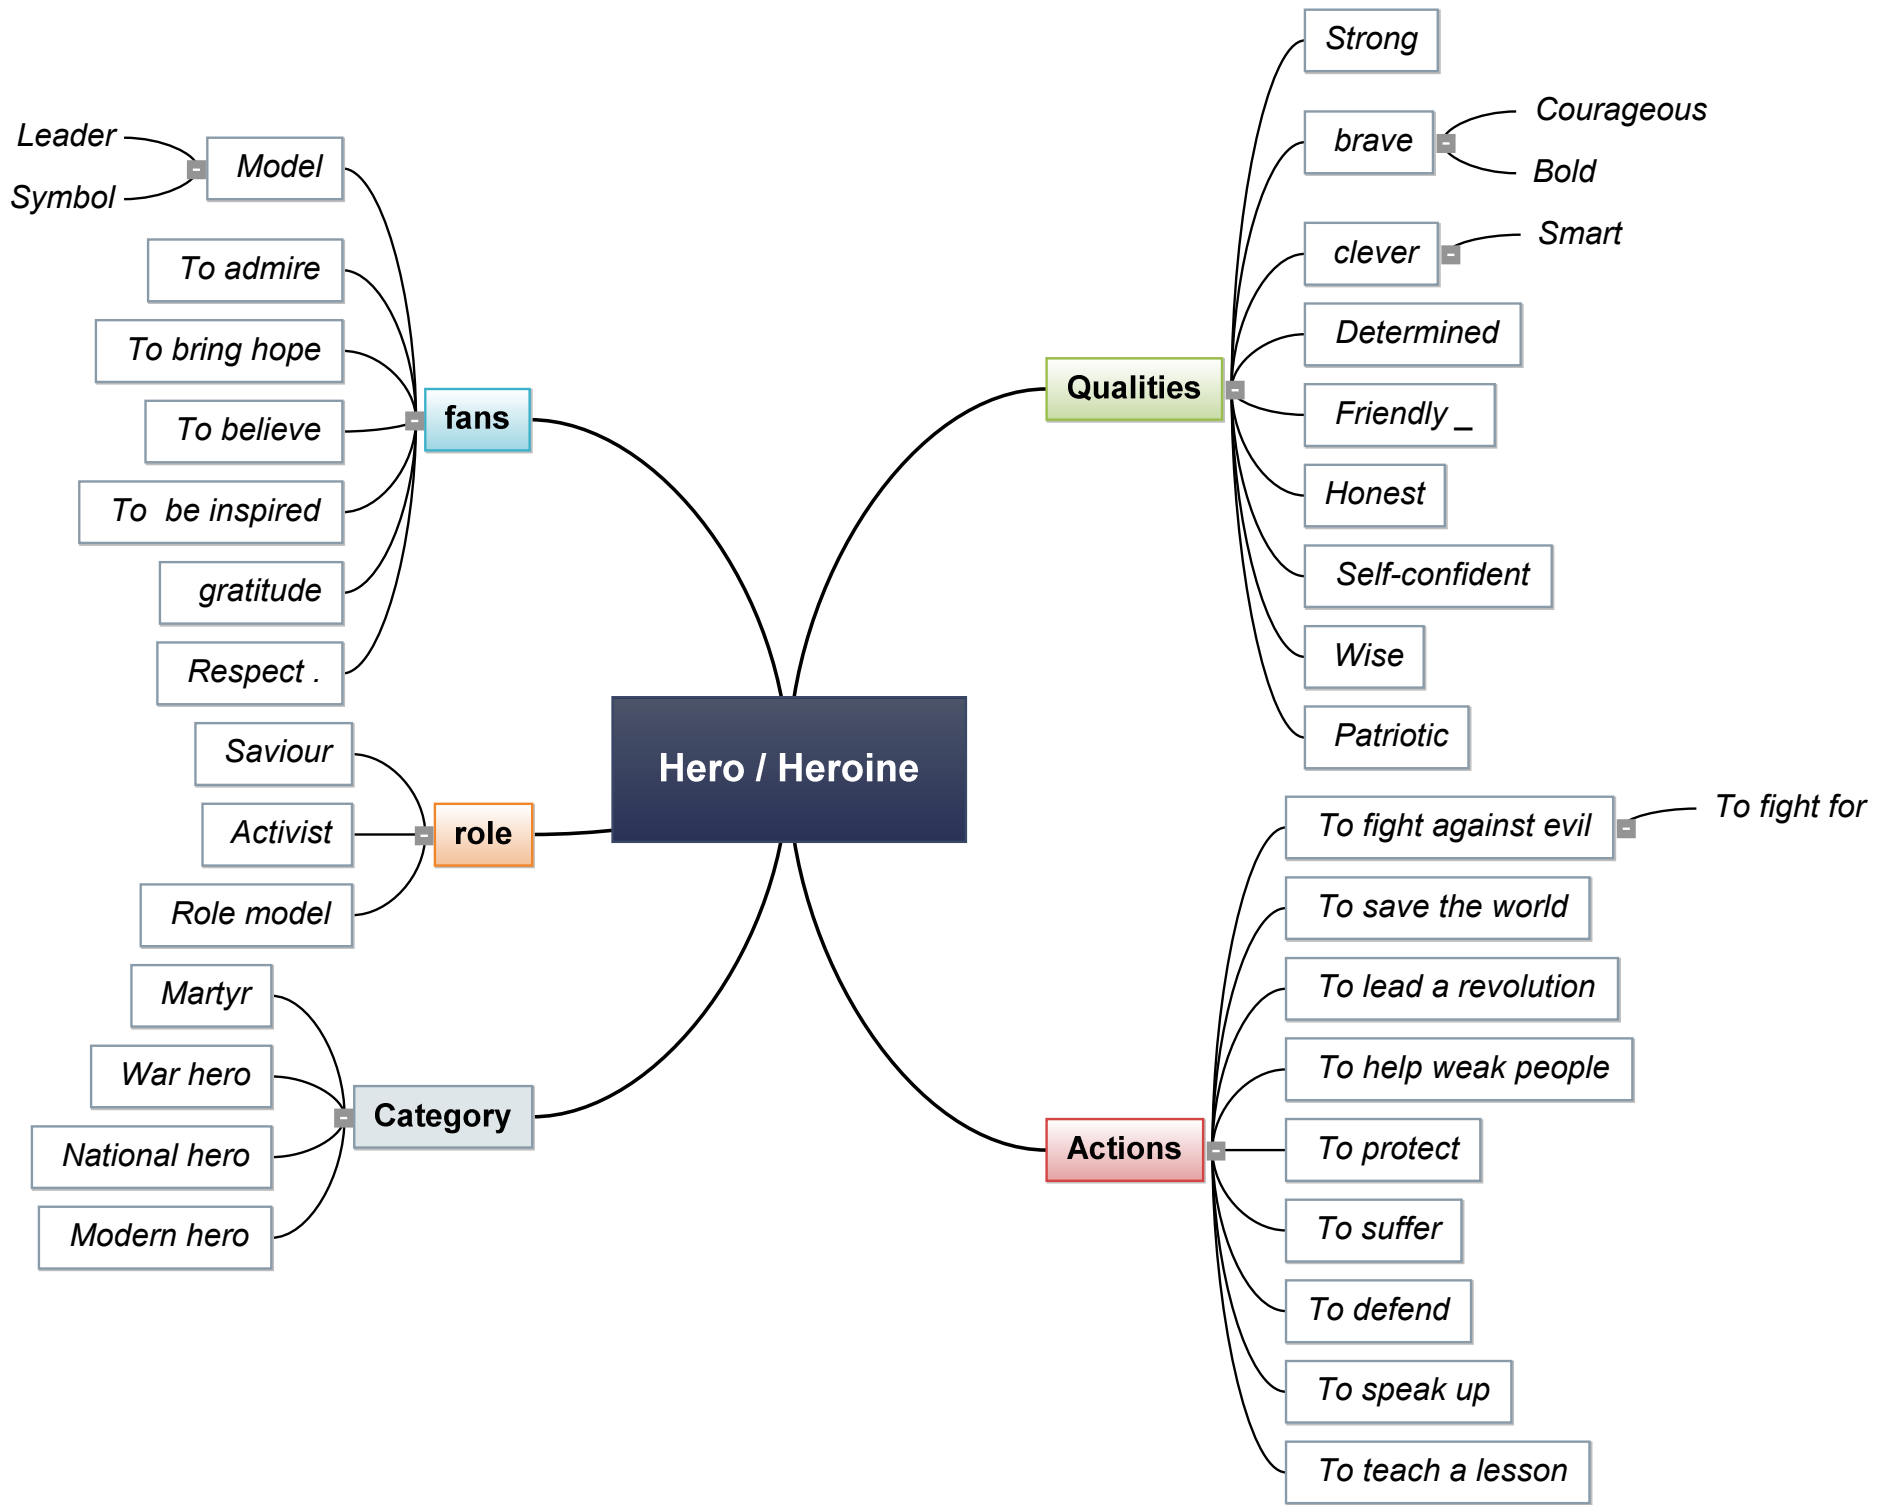 Hero / Heroine
Qualities
Strong
brave
Courageous
Bold
clever
Smart
Determined
Friendly _
Honest
Self-confident
Wise
Patriotic
Actions
To fight against evil
To fight for
To save the world
To lead a revolution
To help weak people
To protect
To suffer
To defend
To speak up
To teach a lesson
fans
Model
Leader
Symbol
To admire
To bring hope
To believe
To  be inspired
gratitude
Respect .
role
Saviour
Activist
Role model
Category
Martyr
War hero
National hero
Modern hero